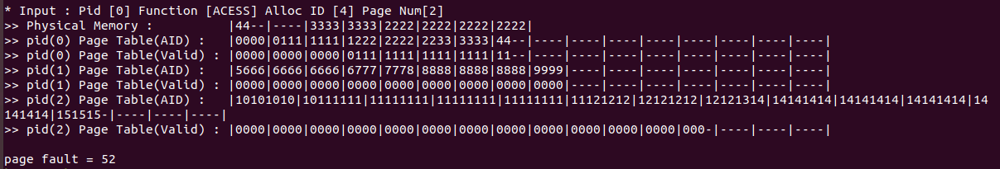 * Input : Pid [0] Function [ACESS] Alloc ID [4] Page Num[2]
>> Physical Memory :           |44--|----|3333|3333|2222|2222|2222|2222|
>> pid(0) Page Table(AID) :   |0000|0111|1111|1222|2222|2233|3333|44--|----|----|----|----|----|----|----|----|
>> pid(0) Page Table(Valid) : |0000|0000|0000|0111|1111|1111|1111|11--|----|----|----|----|----|----|----|----|
>> pid(1) Page Table(AID) :   |5666|6666|6666|6777|7778|8888|8888|8888|9999|----|----|----|----|----|----|----|
>> pid(1) Page Table(Valid) : |0000|0000|0000|0000|0000|0000|0000|0000|0000|----|----|----|----|----|----|----|
>> pid(2) Page Table(AID) :   |10101010|10111111|11111111|11111111|11111111|11121212|12121212|12121314|14141414|14141414|14141414|14
141414|151515-|----|----|----|
>> pid(2) Page Table(Valid) : |0000|0000|0000|0000|0000|0000|0000|0000|0000|0000|0000|0000|000-|----|----|----|
page fault = 52